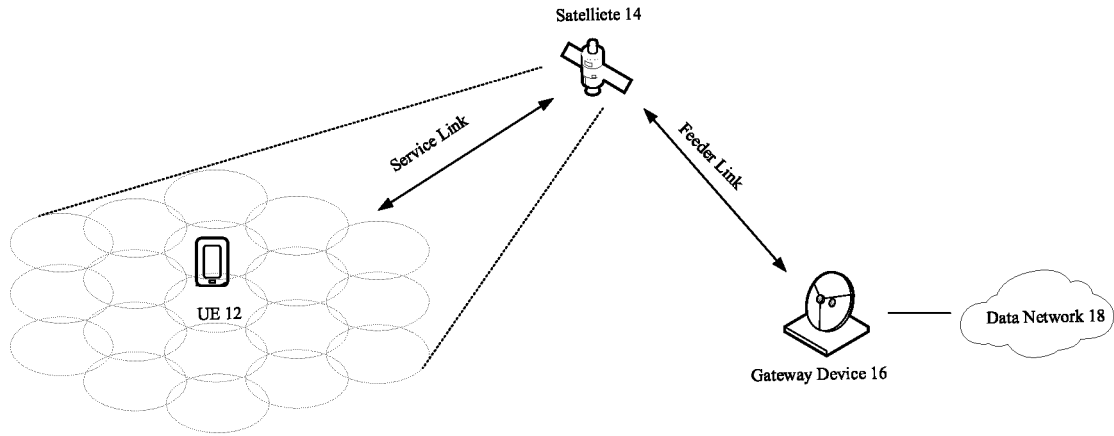 Satellicte 14
Service Link
Feeder Link
UE 12
Data Network 18
Gateway Device 16